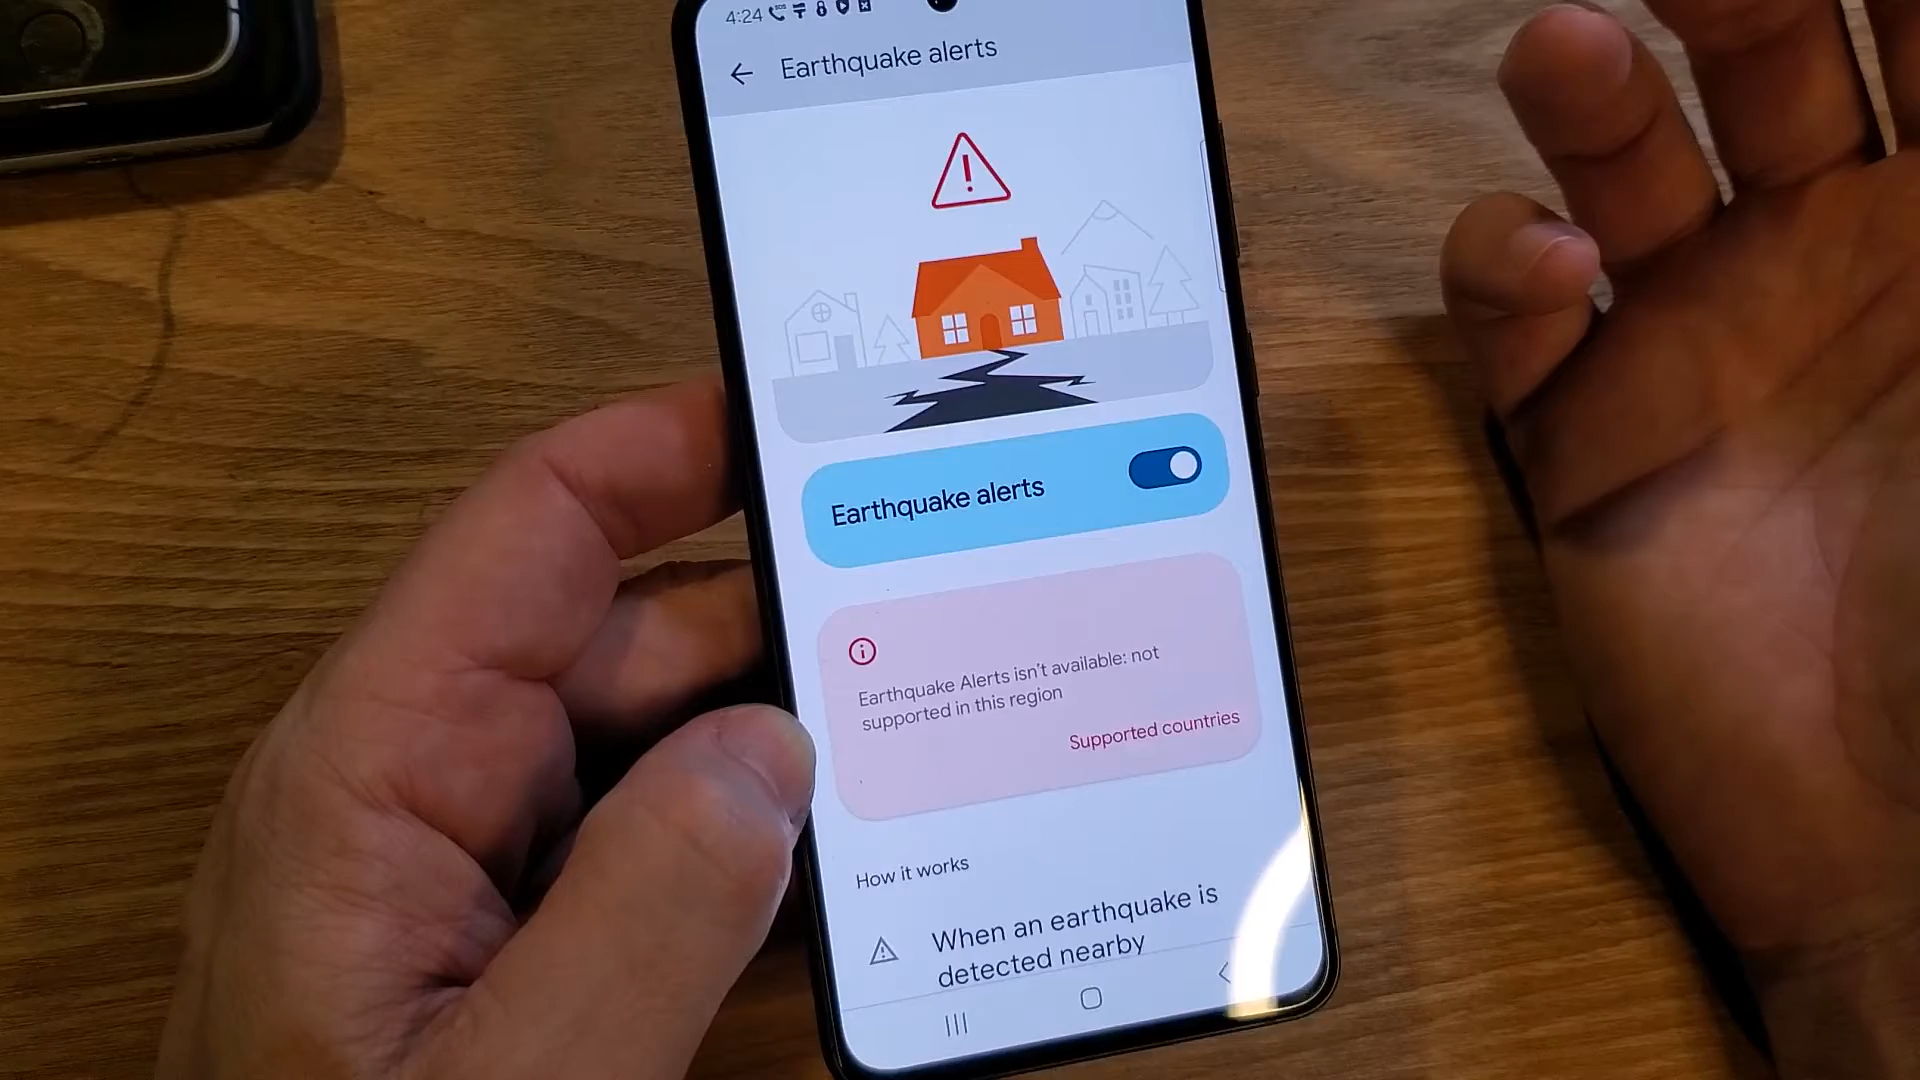 4:24
Earthquake alerts
Earthquake alerts
Earthquake Alerts isn't available: not
supported in this region
Supported countries
How it works
When an earthquake is
detected nearby